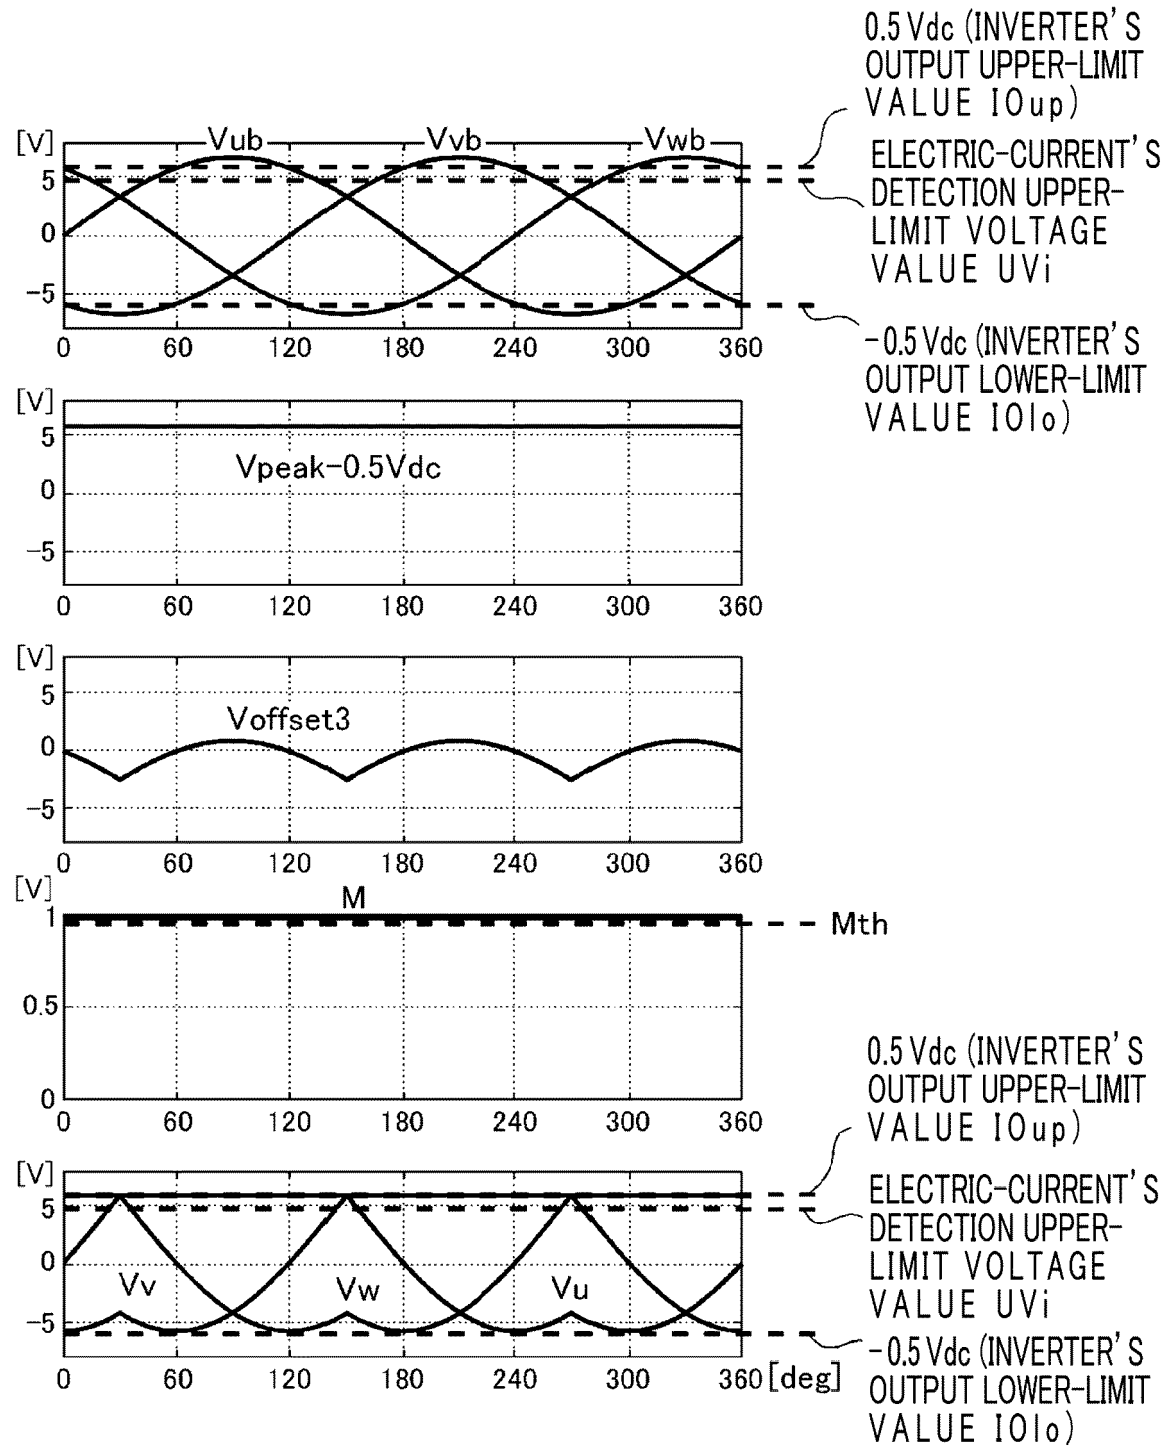 0.5 Vdc (INVERTER'S
OUTPUT UPPER-LIMIT
VALUE IOup)
[V] Vub Vvb Vwb
ELECTRIC-CURRENT'S
DETECTION UPPER-
LIMIT VOLTAGE
VALUE UVi
5
0
-5
0 60 120 180 240 300 360
-0.5 Vdc (INVERTER'S
OUTPUT LOWER-LIMIT
VALUE IOlo)
[V]
5
Vpeak-0.5Vdc
0
-5
0 60 120 180 240 300 360
[V]
5
Voffset3
0
-5
0 60 120 180 240 300 360
[V]
M
1
Mth
0.5
0
0 60 120 180 240 300 360
0.5 Vdc (INVERTER'S
OUTPUT UPPER-LIMIT
VALUE IOup)
[V]
ELECTRIC-CURRENT'S
DETECTION UPPER-
LIMIT VOLTAGE
VALUE UVi
5
0
Vv Vw Vu
-5
0 60 120 180 240 300 360 [deg]
-0.5 Vdc (INVERTER'S
OUTPUT LOWER-LIMIT
VALUE IOlo)